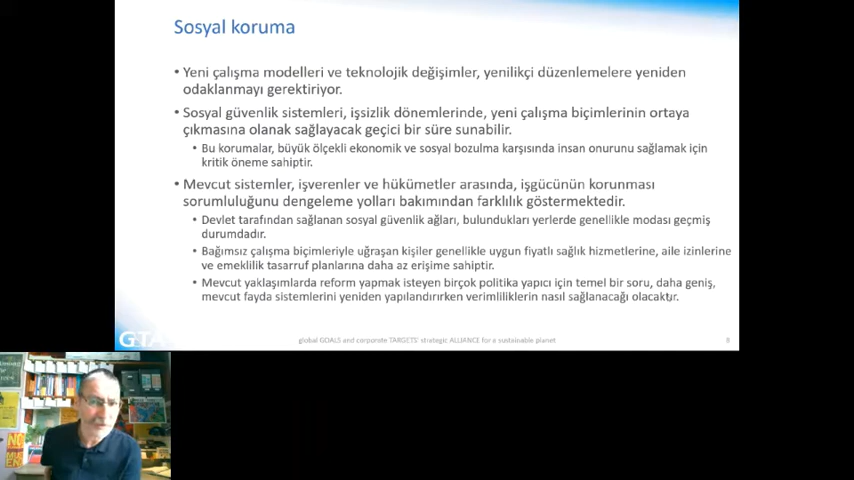 Sosyal koruma
• Yeni çalışma modelleri ve teknolojik değişimler, yenilikçi düzenlemelere yeniden
odaklanmayı gerektiriyor.
• Sosyal güvenlik sistemleri, işsizlik dönemlerinde, yeni çalışma biçimlerinin ortaya
çıkmasına olanak sağlayacak geçici bir süre sunabilir.
• Bu korumalar, büyük ölçekli ekonomik ve sosyal bozulma karşısında insan onurunu sağlamak için
kritik öneme sahiptir.
• Mevcut sistemler, işverenler ve hükümetler arasında, işgücünün korunması
sorumluluğunu dengeleme yolları bakımından farklılık göstermektedir.
• Devlet tarafından sağlanan sosyal güvenlik ağları, bulundukları yerlerde genellikle modası geçmiş
durumdadır.
• Bağımsız çalışma biçimleriyle uğraşan kişiler genellikle uygun fiyatlı sağlık hizmetlerine, aile izinlerine
ve emeklilik tasarruf planlarına daha az erişime sahiptir.
• Mevcut yaklaşımlarda reform yapmak isteyen birçok politika yapıcı için temel bir soru, daha geniş,
mevcut fayda sistemlerini yeniden yapılandırırken verimliliklerin nasıl sağlanacağı olacaktır.
GTA
global GOALS and corporate TARGETS' strategic ALLIANCE for a sustainable planet
8